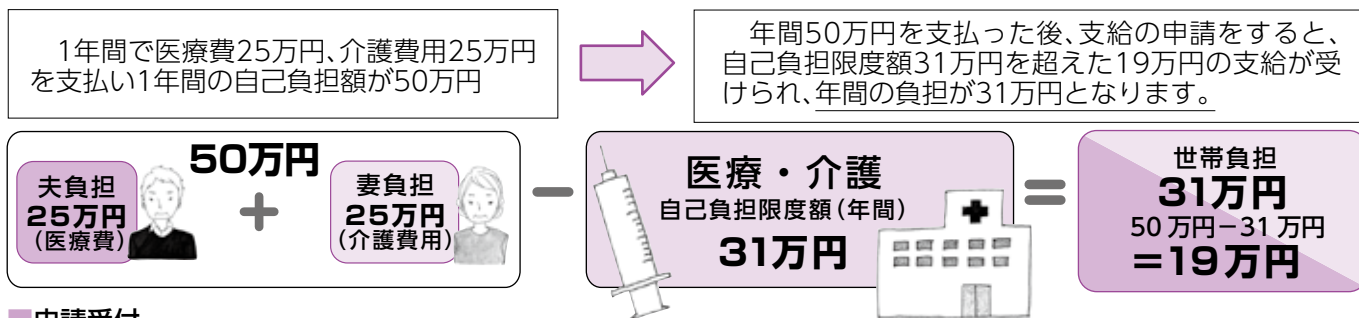 1年間で医療費25万円、介護費用25万円
を支払い1年間の自己負担額が50万円
年間50万円を支払った後、支給の申請をすると、
自己負担限度額31万円を超えた19万円の支給が受
けられ、年間の負担が31万円となります。
50万円
夫負担
25万円
(医療費)
+
妻負担
25万円
(介護費用)
−
医療・介護
自己負担限度額(年間)
31万円
=
世帯負担
31万円
50万円−31万円
=19万円
■申請受付